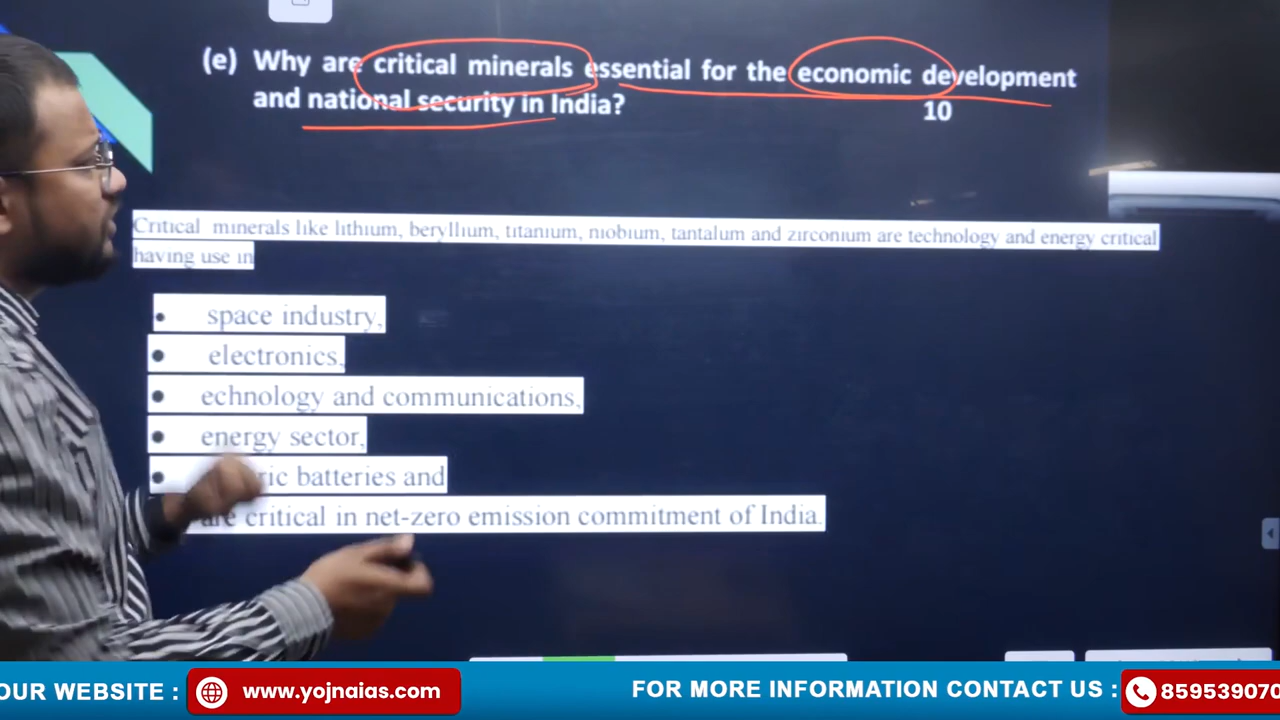 (e) Why are critical minerals essential for the economic development
and national security in India?
10
Critical minerals like lithium, beryllium, titanium, niobium, tantalum and zirconium are technology and energy critical
having use in
• space industry,
• electronics,
• echnology and communications,
• energy sector,
• ric batteries and
are critical in net-zero emission commitment of India.
OUR WEBSITE :
www.yojnaias.com
FOR MORE INFORMATION CONTACT US :
859539070